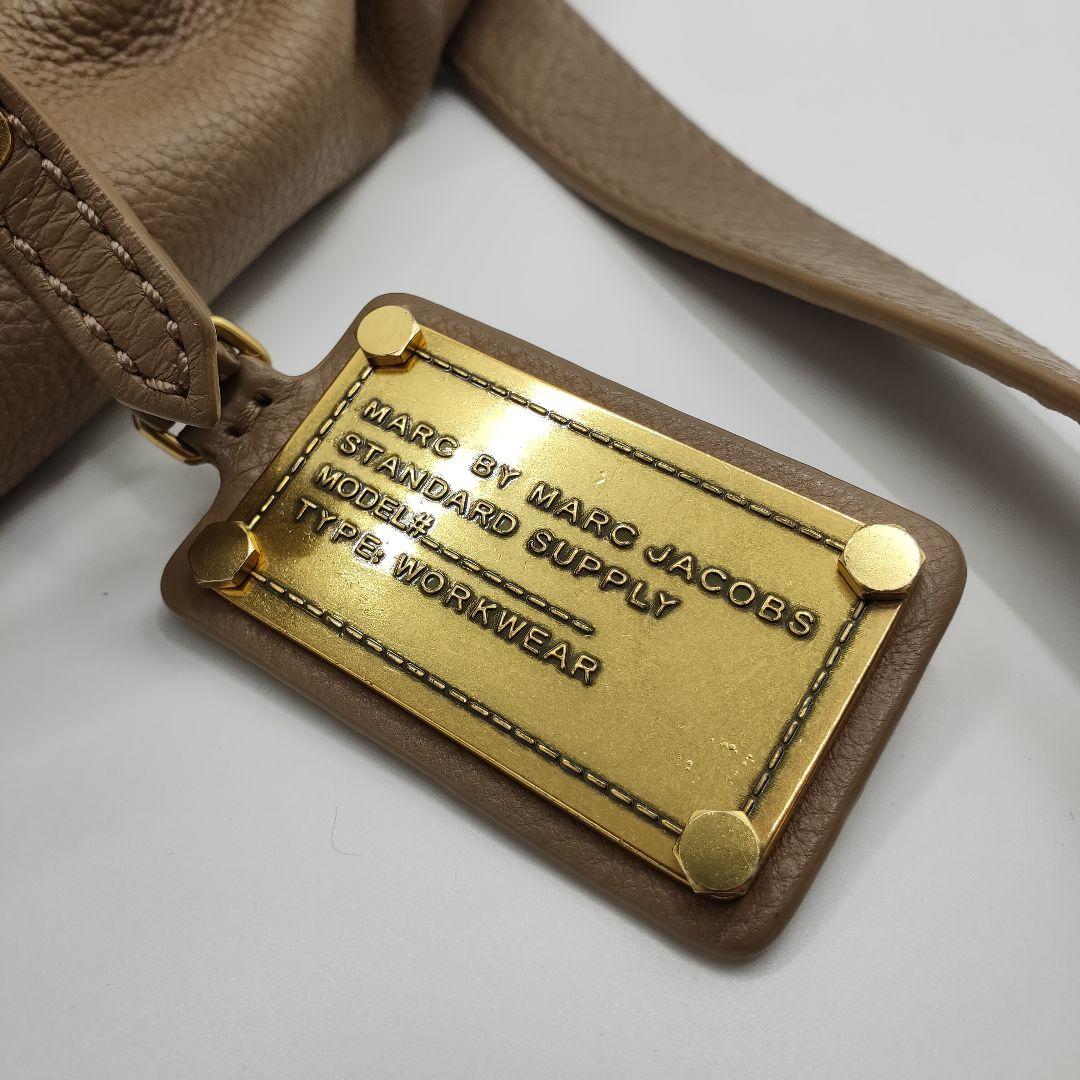 MARC BY MARC JACOBS
STANDARD SUPPLY
MODEL#
TYPE: WORKWEAR